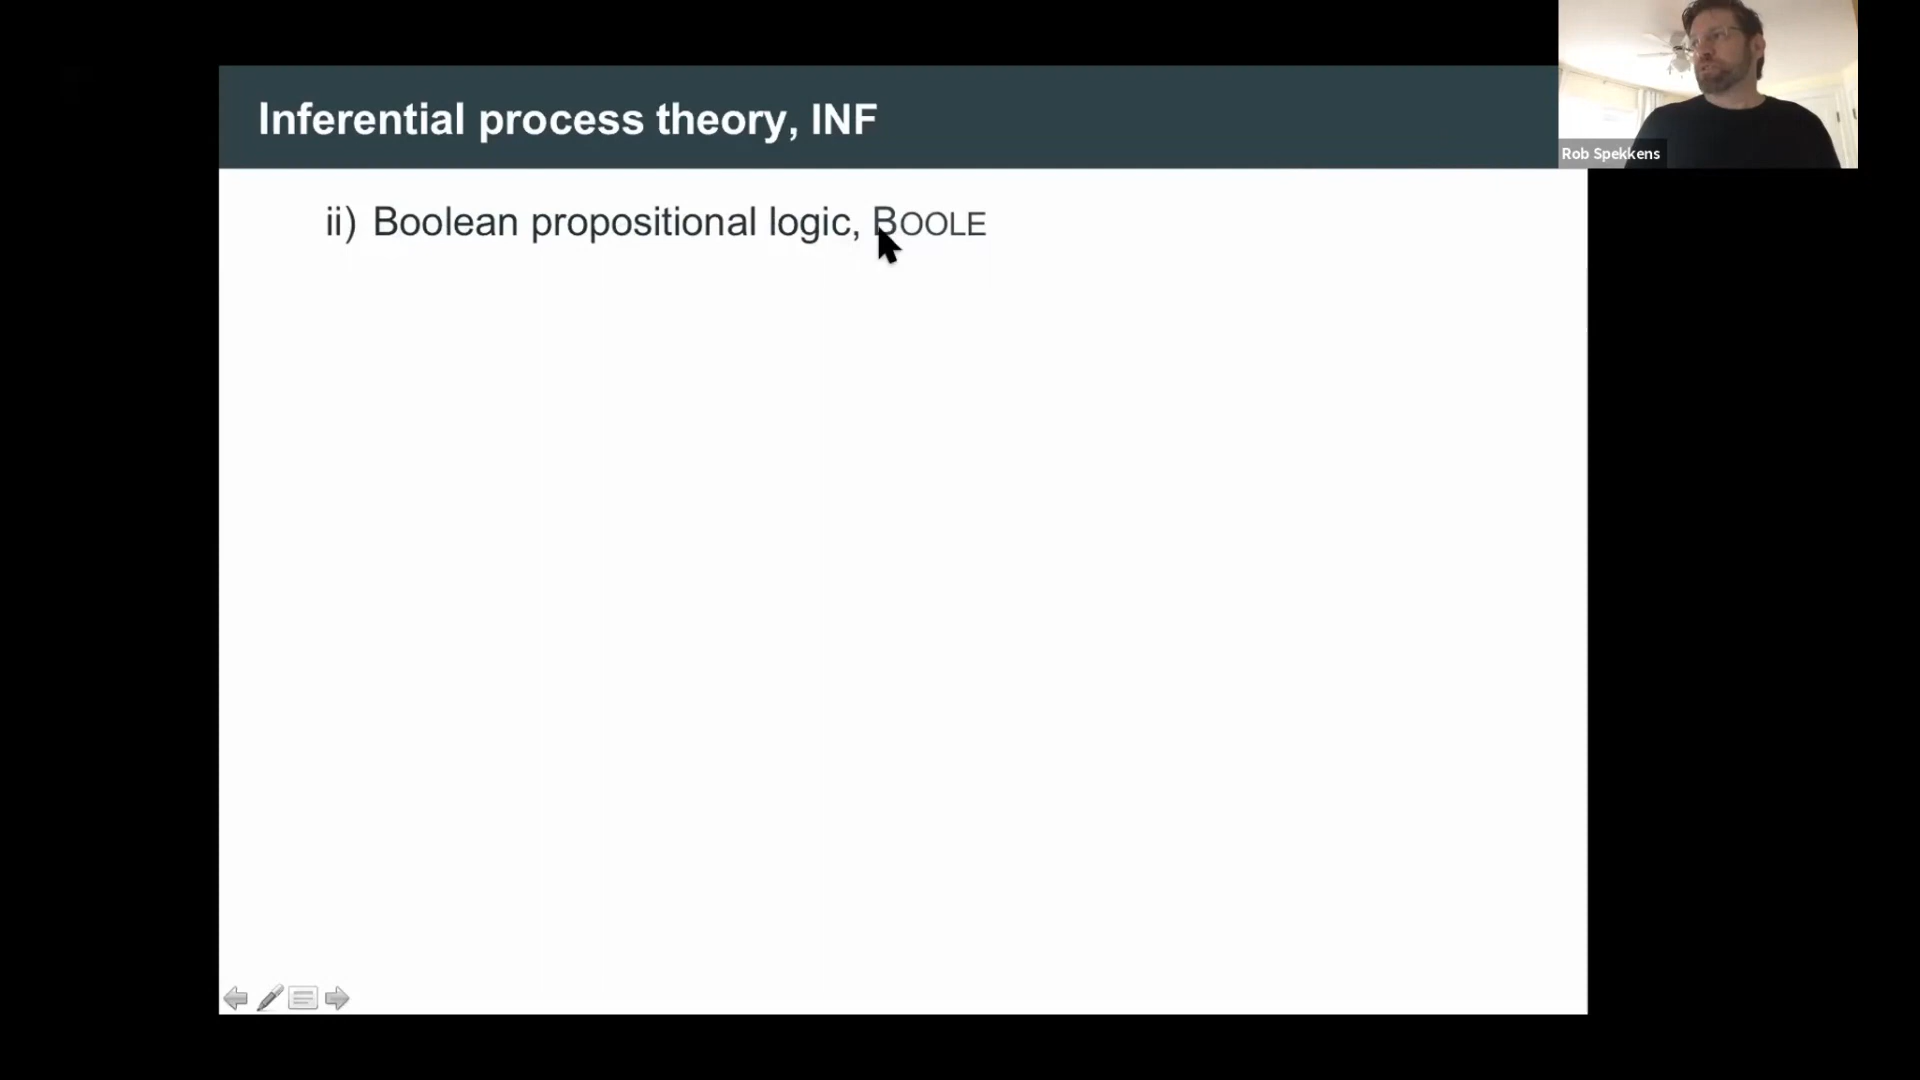 Inferential process theory, INF
Rob Spekkens
ii) Boolean propositional logic, BOOLE